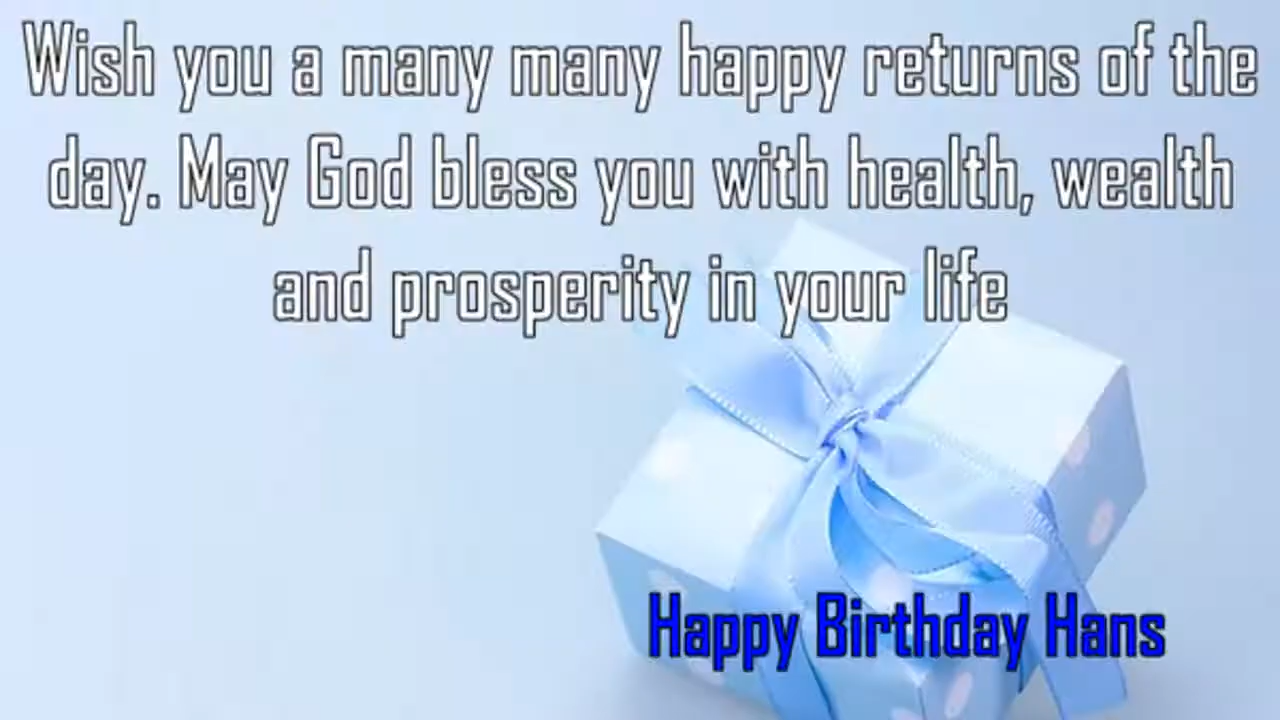 Wish you a many many happy returns of the
day. May God bless you with health, wealth
and prosperity in your life
Happy Birthday Hans